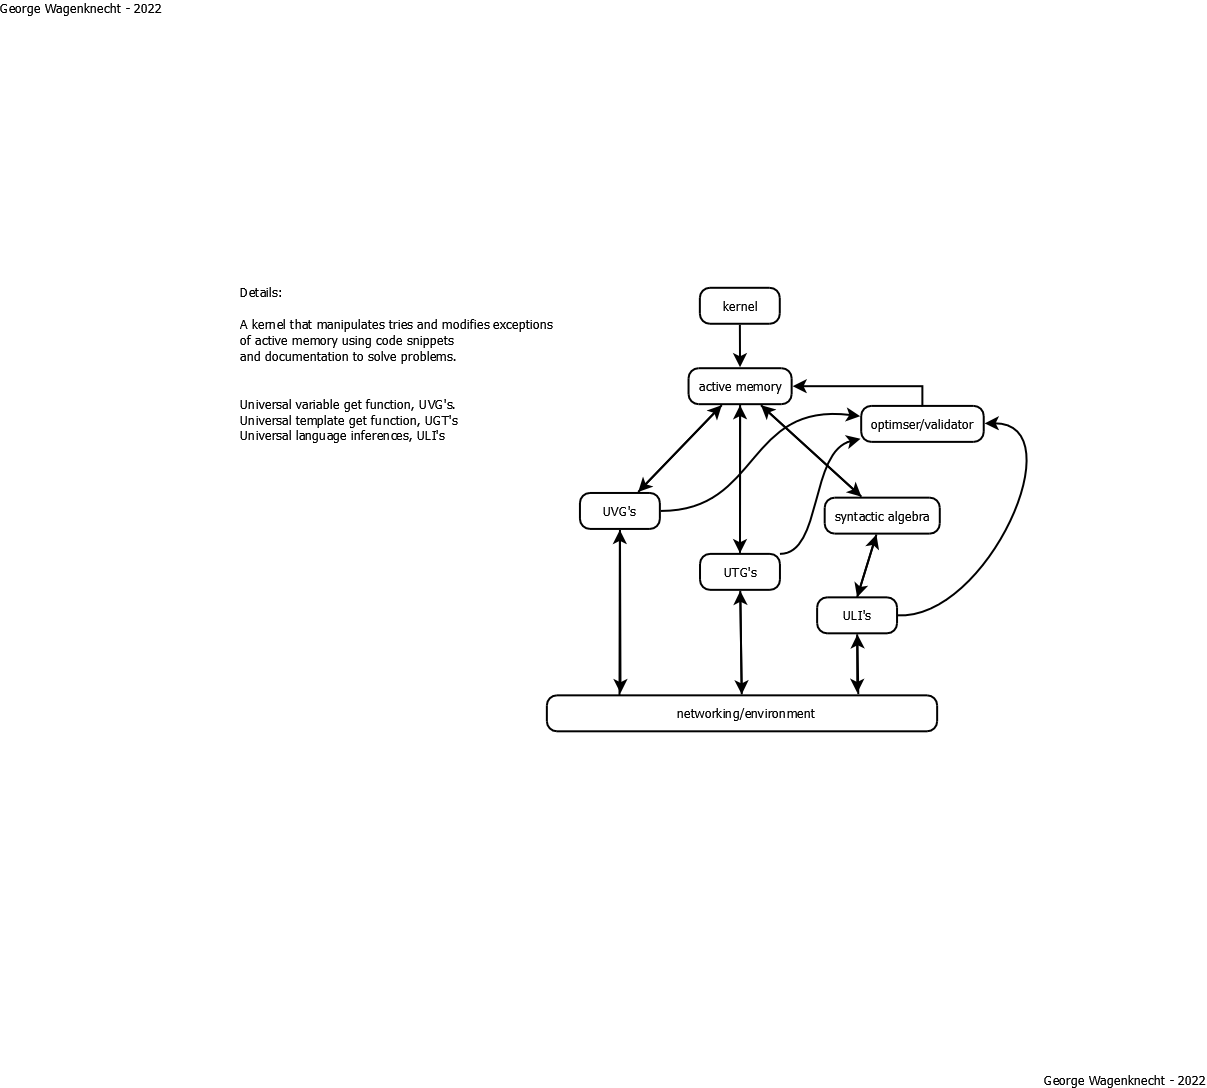 George Wagenknecht - 2022
Details:
A kernel that manipulates tries and modifies exceptions
of active memory using code snippets
and documentation to solve problems.
Universal variable get function, UVG's.
Universal template get function, UGT's
Universal language inferences, ULI's
kernel
active memory
optimser/validator
UVG's
syntactic algebra
UTG's
ULI's
networking/environment
George Wagenknecht - 2022